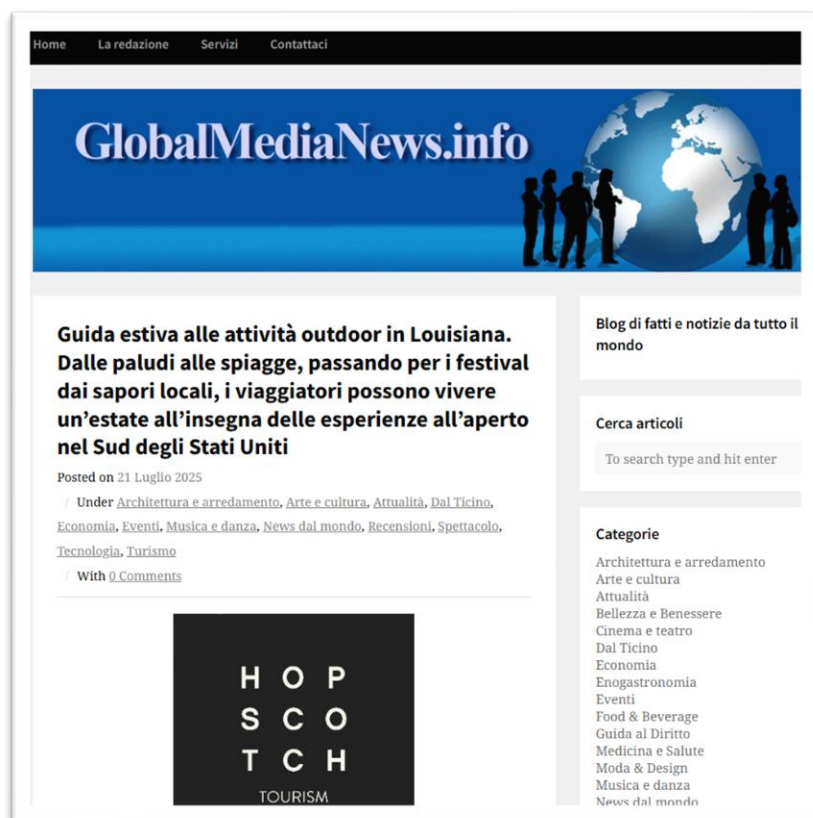 Home La redazione Servizi Contattaci
GlobalMediaNews.info
Guida estiva alle attività outdoor in Louisiana.
Dalle paludi alle spiagge, passando per i festival
dai sapori locali, i viaggiatori possono vivere
un’estate all’insegna delle esperienze all’aperto
nel Sud degli Stati Uniti
Posted on 21 Luglio 2025
/ Under Architettura e arredamento, Arte e cultura, Attualità, Dal Ticino,
Economia, Eventi, Musica e danza, News dal mondo, Recensioni, Spettacolo,
Tecnologia, Turismo
/ With 0 Comments
H O P
S C O
T C H
TOURISM
Blog di fatti e notizie da tutto il
mondo
Cerca articoli
To search type and hit enter
Categorie
Architettura e arredamento
Arte e cultura
Attualità
Bellezza e Benessere
Cinema e teatro
Dal Ticino
Economia
Enogastronomia
Eventi
Food & Beverage
Guida al Diritto
Medicina e Salute
Moda & Design
Musica e danza
News dal mondo